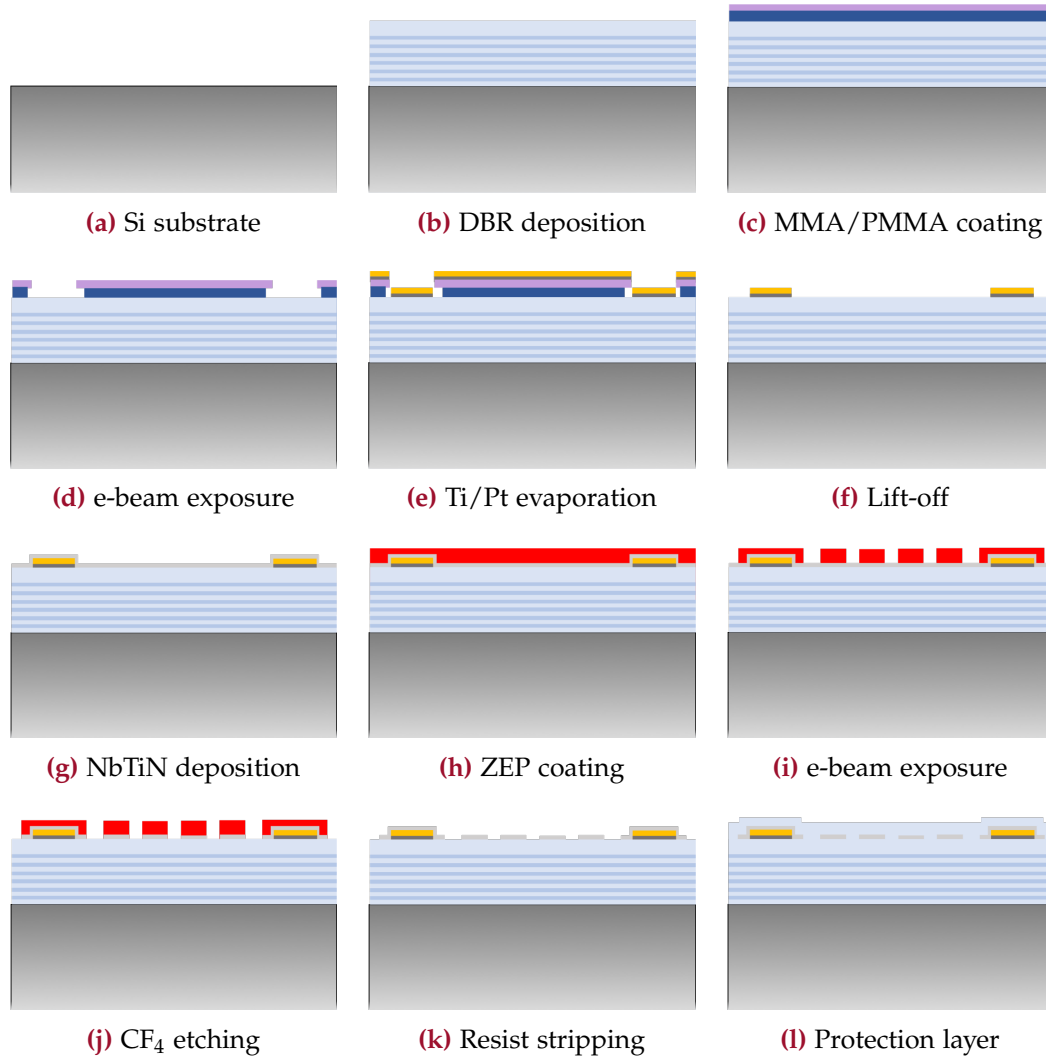 (a) Si substrate
(b) DBR deposition
(c) MMA/PMMA coating
(d) e-beam exposure
(e) Ti/Pt evaporation
(f) Lift-off
(g) NbTiN deposition
(h) ZEP coating
(i) e-beam exposure
(j) CF₄ etching
(k) Resist stripping
(l) Protection layer